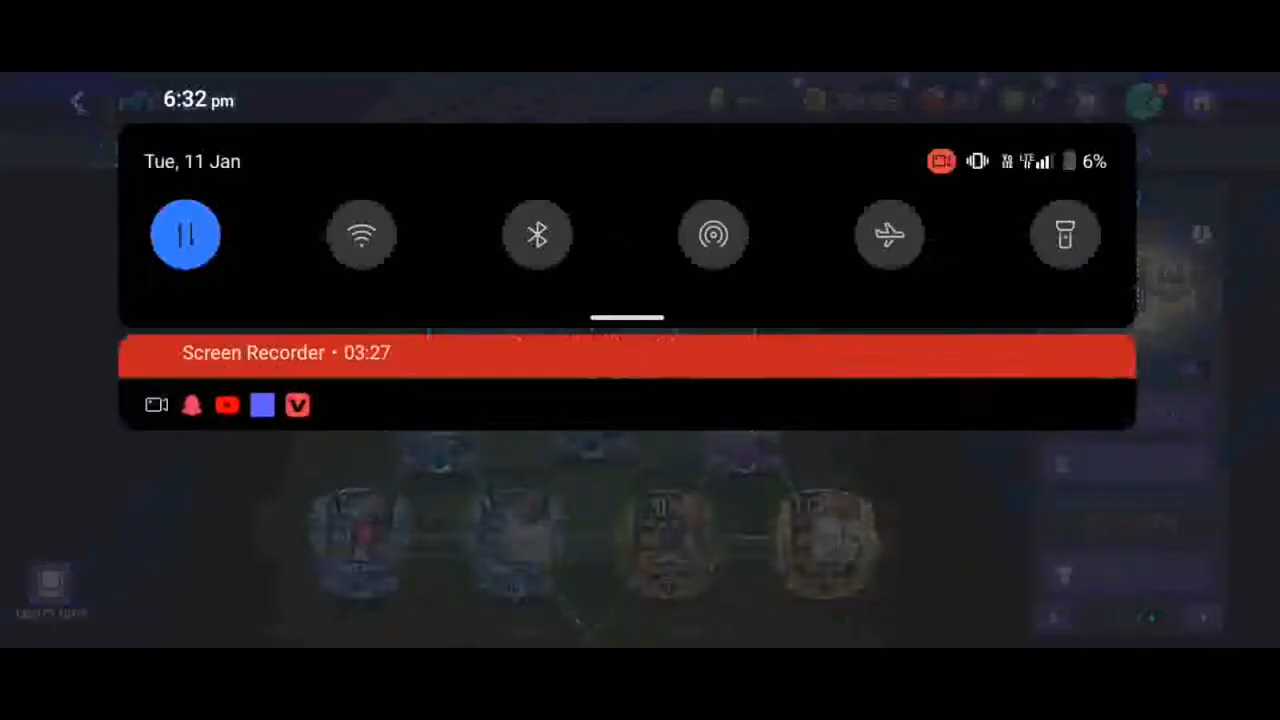 6:32 pm
Tue, 11 Jan
6%
Screen Recorder • 03:27